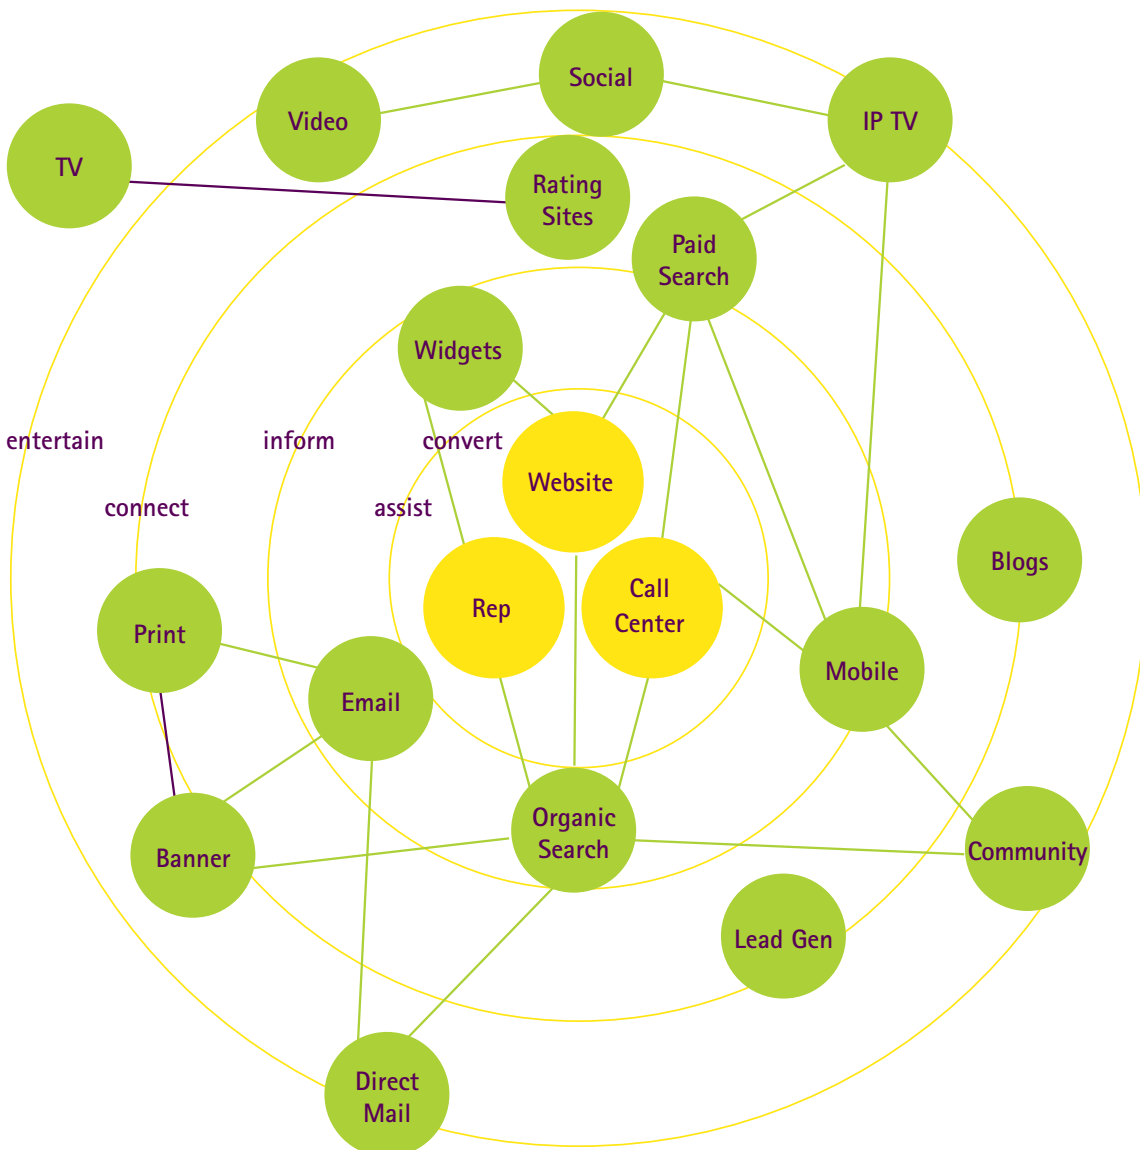 Social
Video
IP TV
TV
Rating
Sites
Paid
Search
Widgets
entertain
inform
convert
Website
connect
assist
Blogs
Rep
Call
Center
Print
Mobile
Email
Organic
Search
Banner
Community
Lead Gen
Direct
Mail